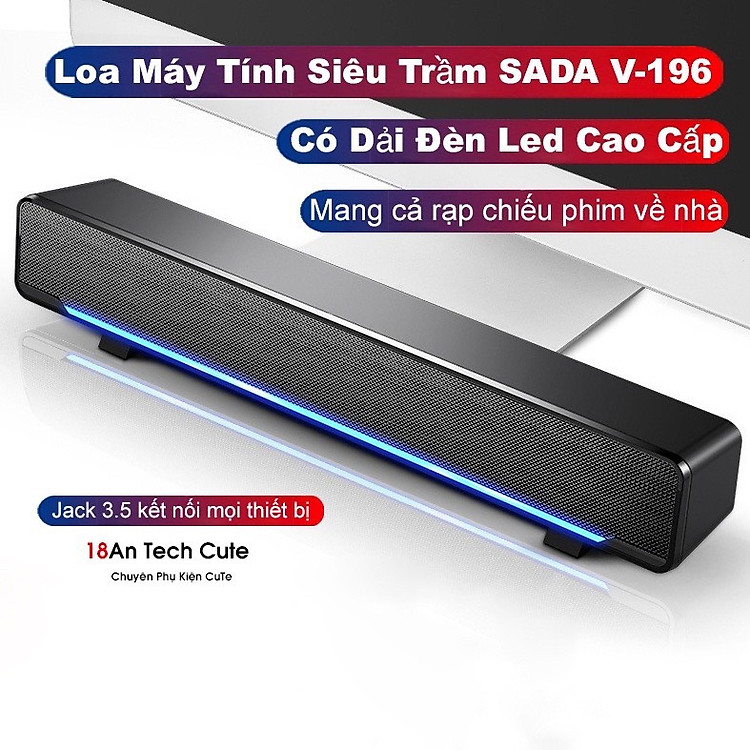 Loa Máy Tính Siêu Trầm SADA V-196
Có Dải Đèn Led Cao Cấp
Mang cả rạp chiếu phim về nhà
Jack 3.5 kết nối mọi thiết bị
18An Tech Cute
Chuyên Phụ Kiện CuTe